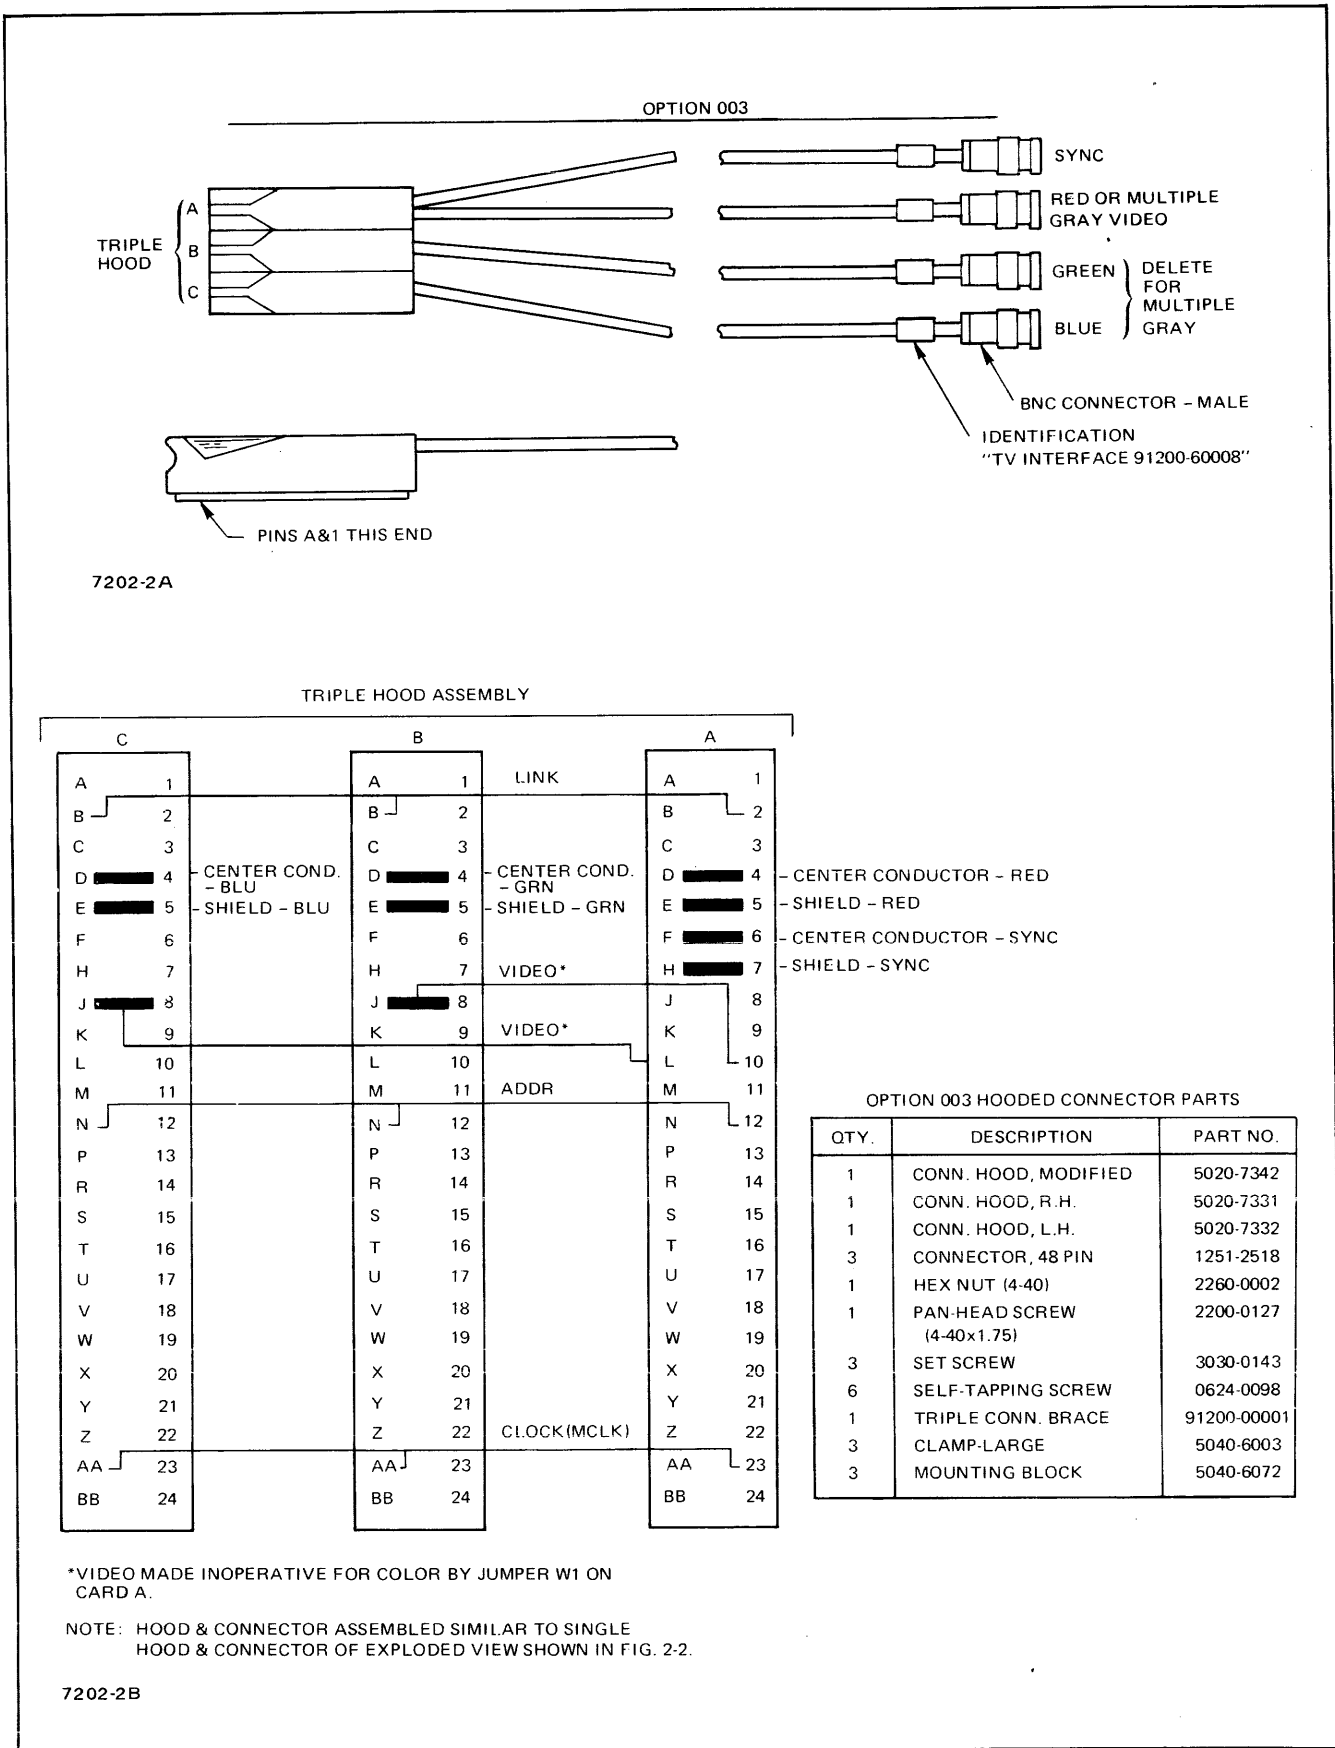 OPTION 003
SYNC
RED OR MULTIPLE
GRAY VIDEO
TRIPLE
HOOD
A
B
C
GREEN
BLUE
DELETE
FOR
MULTIPLE
GRAY
BNC CONNECTOR – MALE
IDENTIFICATION
"TV INTERFACE 91200-60008"
PINS A&1 THIS END
7202-2A
TRIPLE HOOD ASSEMBLY
C
A 1
B 2
C 3
D 4 CENTER COND.
– BLU
E 5 SHIELD – BLU
F 6
H 7
J 8
K 9
L 10
M 11
N 12
P 13
R 14
S 15
T 16
U 17
V 18
W 19
X 20
Y 21
Z 22
AA 23
BB 24
B
A 1 LINK
B 2
C 3
D 4 CENTER COND.
– GRN
E 5 SHIELD – GRN
F 6
H 7 VIDEO*
J 8
K 9 VIDEO*
L 10
M 11 ADDR
N 12
P 13
R 14
S 15
T 16
U 17
V 18
W 19
X 20
Y 21
Z 22 CLOCK(MCLK)
AA 23
BB 24
A
A 1
B 2
C 3
D 4 CENTER CONDUCTOR – RED
E 5 SHIELD – RED
F 6 CENTER CONDUCTOR – SYNC
H 7 SHIELD – SYNC
J 8
K 9
L 10
M 11
N 12
P 13
R 14
S 15
T 16
U 17
V 18
W 19
X 20
Y 21
Z 22
AA 23
BB 24
OPTION 003 HOODED CONNECTOR PARTS
QTY. DESCRIPTION PART NO.
1 CONN. HOOD, MODIFIED 5020-7342
1 CONN. HOOD, R.H. 5020-7331
1 CONN. HOOD, L.H. 5020-7332
3 CONNECTOR, 48 PIN 1251-2518
1 HEX NUT (4-40) 2260-0002
1 PAN-HEAD SCREW 2200-0127
(4-40x1.75)
3 SET SCREW 3030-0143
6 SELF-TAPPING SCREW 0624-0098
1 TRIPLE CONN. BRACE 91200-00001
3 CLAMP-LARGE 5040-6003
3 MOUNTING BLOCK 5040-6072
*VIDEO MADE INOPERATIVE FOR COLOR BY JUMPER W1 ON
CARD A.
NOTE: HOOD & CONNECTOR ASSEMBLED SIMILAR TO SINGLE
HOOD & CONNECTOR OF EXPLODED VIEW SHOWN IN FIG. 2-2.
7202-2B